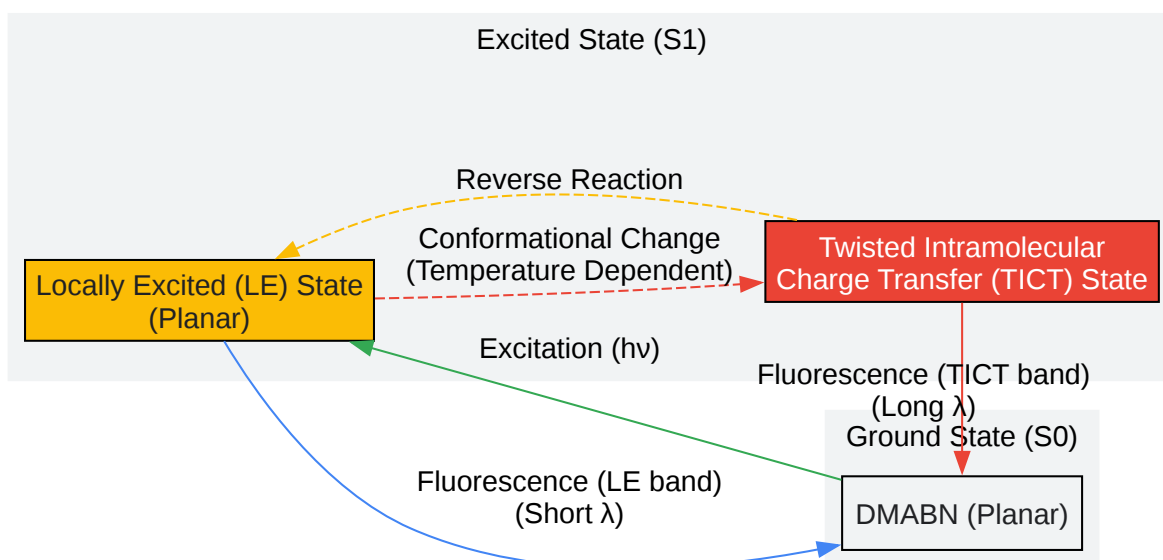 Excited State (S1)
Reverse Reaction
Conformational Change
(Temperature Dependent)
Twisted Intramolecular
Charge Transfer (TICT) State
Locally Excited (LE) State
(Planar)
Excitation (hν)
Fluorescence (TICT band)
(Long λ)
Ground State (S0)
Fluorescence (LE band)
(Short λ)
DMABN (Planar)